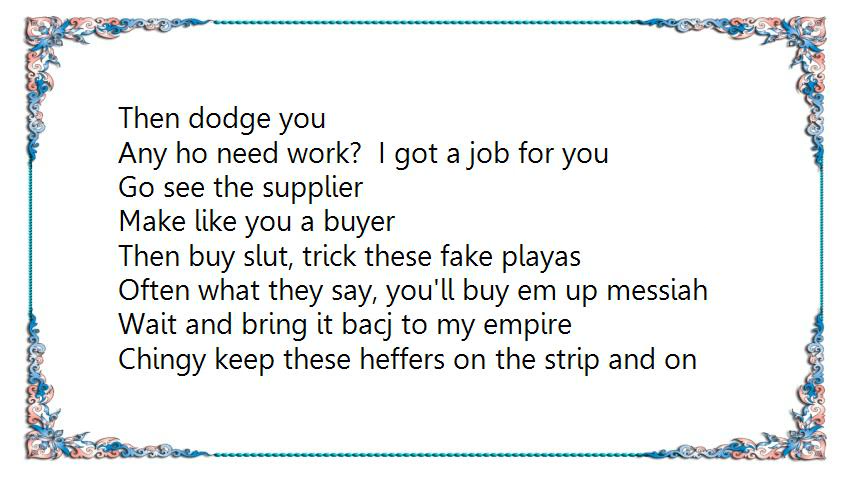 Then dodge you
Any ho need work?  I got a job for you
Go see the supplier
Make like you a buyer
Then buy slut, trick these fake playas
Often what they say, you'll buy em up messiah
Wait and bring it bacj to my empire
Chingy keep these heffers on the strip and on